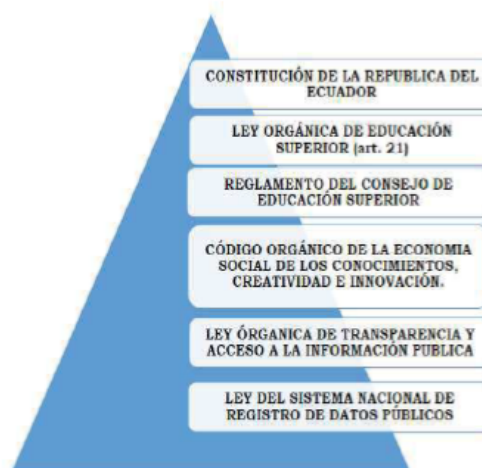 CONSTITUCIÓN DE LA REPUBLICA DEL
ECUADOR
LEY ORGÁNICA DE EDUCACIÓN
SUPERIOR (art. 21)
REGLAMENTO DEL CONSEJO DE
EDUCACIÓN SUPERIOR
CÓDIGO ORGÁNICO DE LA ECONOMIA
SOCIAL DE LOS CONOCIMIENTOS,
CREATIVIDAD E INNOVACIÓN.
LEY ÓRGANICA DE TRANSPARENCIA Y
ACCESO A LA INFORMACIÓN PUBLICA
LEY DEL SISTEMA NACIONAL DE
REGISTRO DE DATOS PÚBLICOS